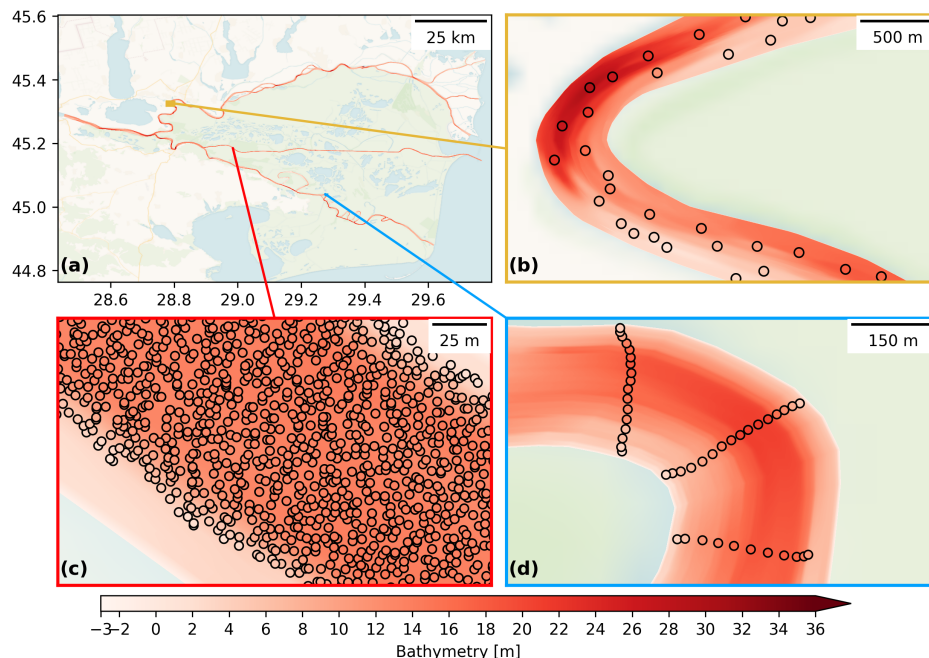 45.6
45.4
45.2
45.0
44.8
25 km
(a)
28.6 28.8 29.0 29.2 29.4 29.6
500 m
(b)
25 m
(c)
150 m
(d)
−3 −2 0 2 4 6 8 10 12 14 16 18 20 22 24 26 28 30 32 34 36
Bathymetry [m]